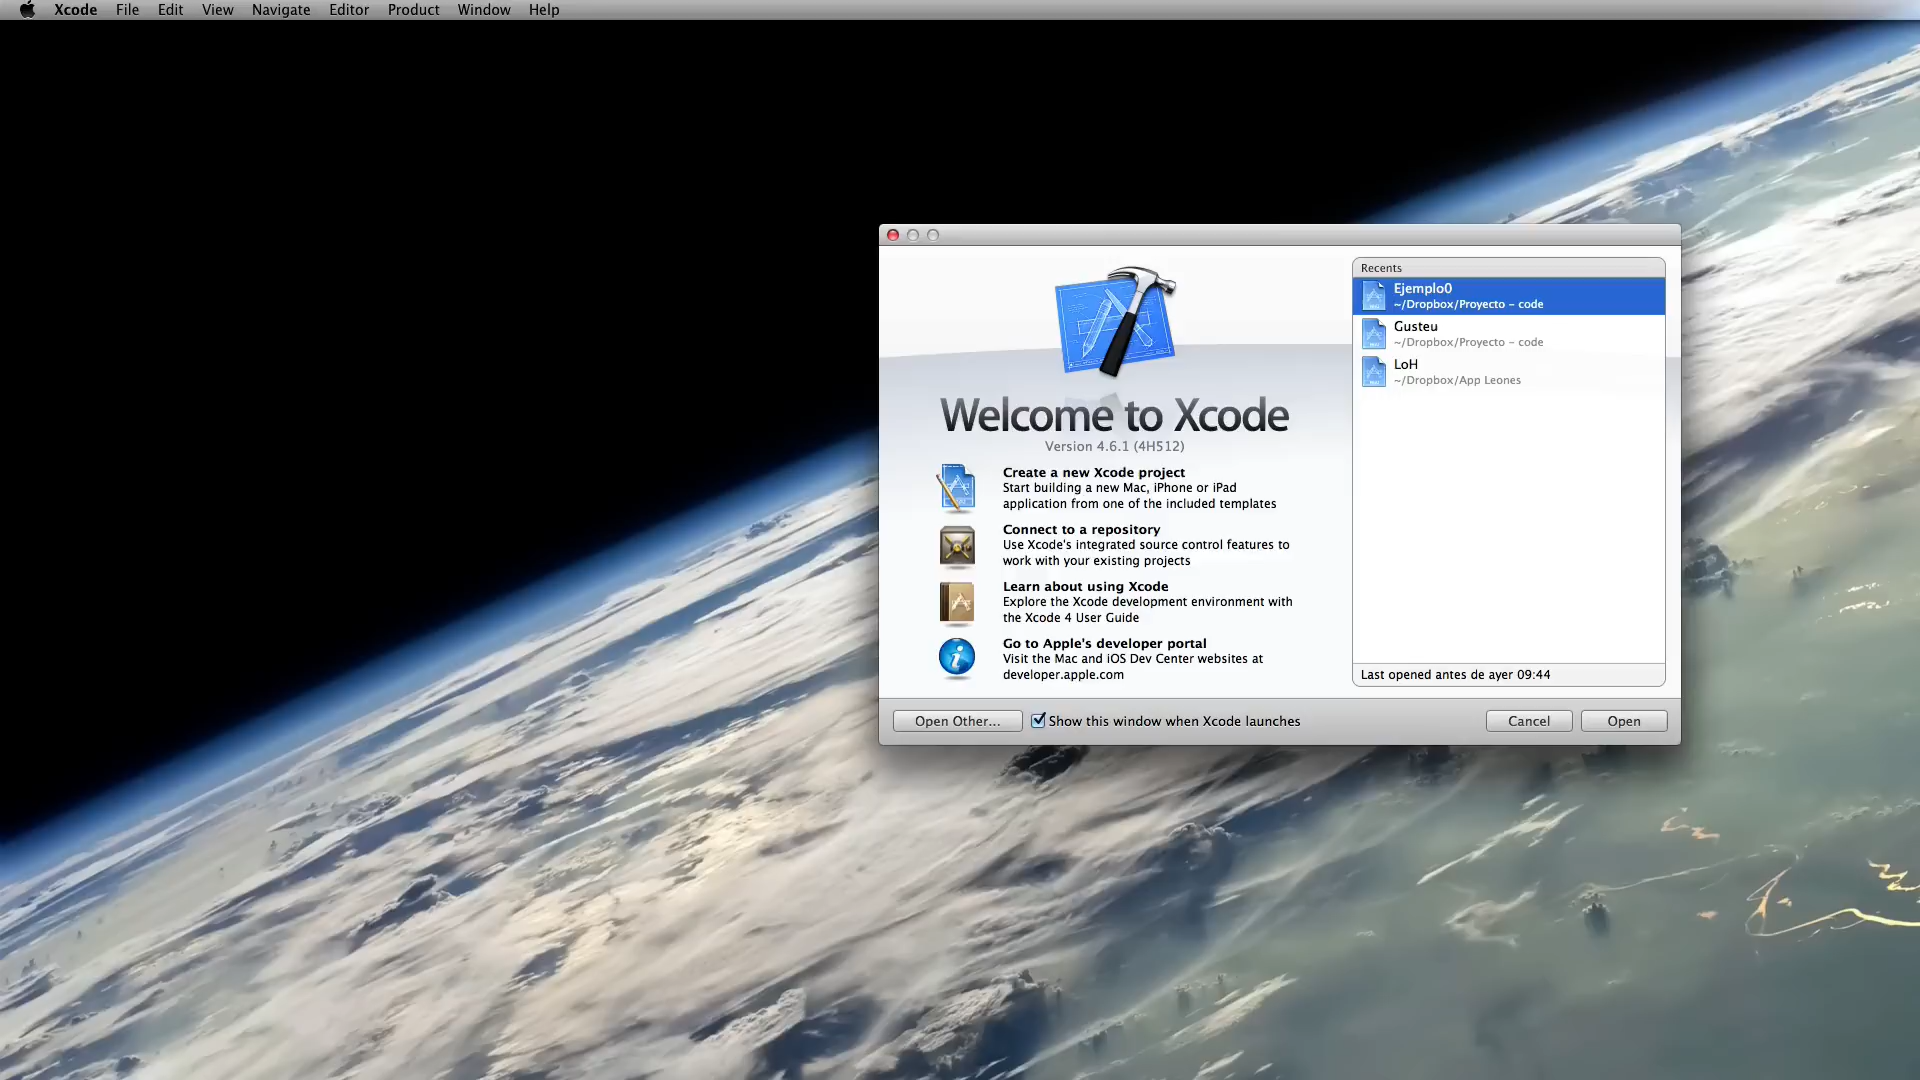 Xcode File Edit View Navigate Editor Product Window Help
Welcome to Xcode
Version 4.6.1 (4H512)
Create a new Xcode project
Start building a new Mac, iPhone or iPad
application from one of the included templates
Connect to a repository
Use Xcode's integrated source control features to
work with your existing projects
Learn about using Xcode
Explore the Xcode development environment with
the Xcode 4 User Guide
Go to Apple's developer portal
Visit the Mac and iOS Dev Center websites at
developer.apple.com
Recents
Ejemplo0
~/Dropbox/Proyecto – code
Gusteu
~/Dropbox/Proyecto – code
LoH
~/Dropbox/App Leones
Last opened antes de ayer 09:44
Open Other... Show this window when Xcode launches Cancel Open